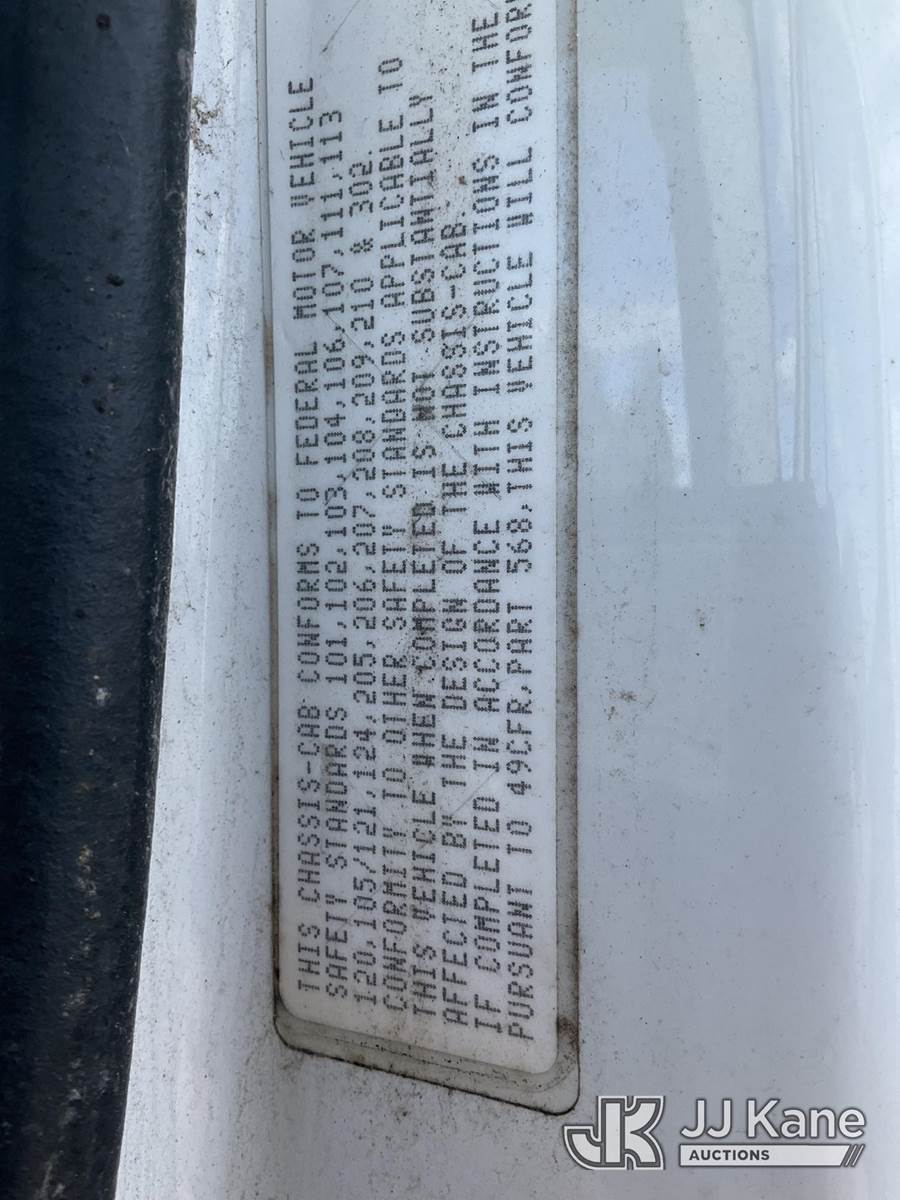 THIS CHASSIS-CAB CONFORMS TO FEDERAL MOTOR VEHICLE
SAFETY STANDARDS 101,102,103,104,106,107,111,113
120,105/121,124,205,206,207,208,209,210 & 302.
CONFORMITY TO OTHER SAFETY STANDARDS APPLICABLE TO
THIS VEHICLE WHEN COMPLETED IS NOT SUBSTANTIALLY
AFFECTED BY THE DESIGN OF THE CHASSIS-CAB.
IF COMPLETED IN ACCORDANCE WITH INSTRUCTIONS IN THE
PURSUANT TO 49CFR,PART 568,THIS VEHICLE WILL CONFOR
JK JJ Kane
AUCTIONS